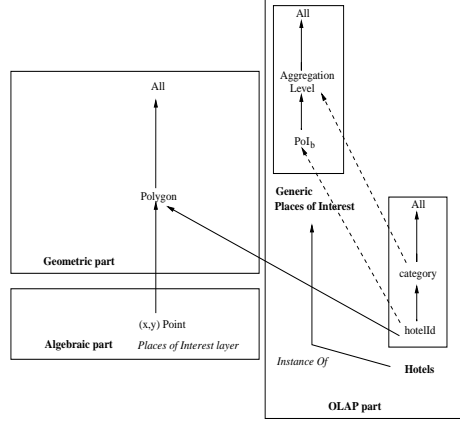 All
Aggregation
Level
PoI_b
Generic
Places of Interest
All
Polygon
Geometric part
(x,y) Point
Algebraic part Places of Interest layer
All
category
hotelId
Instance Of
Hotels
OLAP part